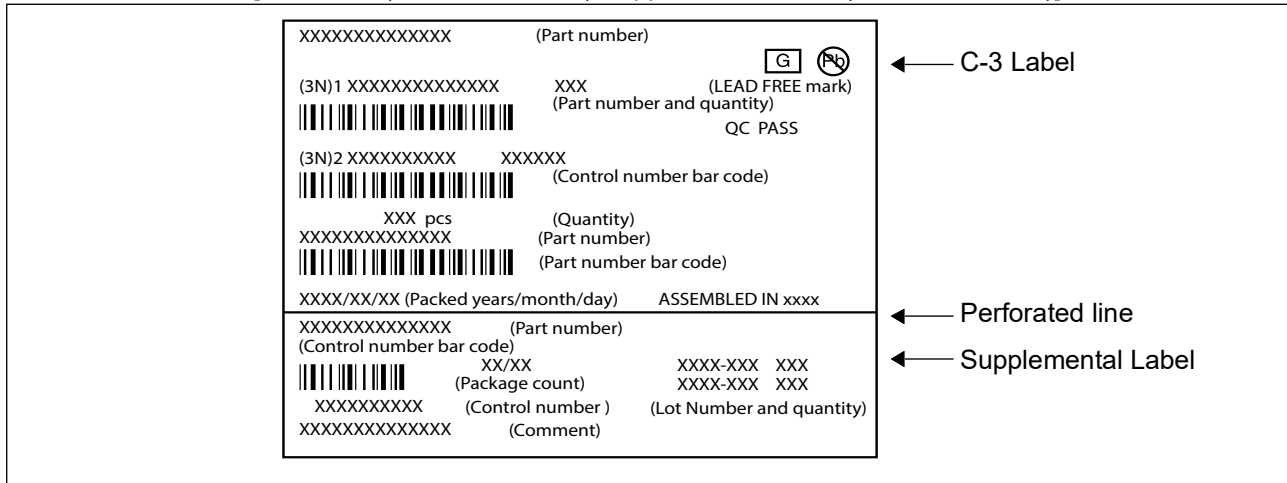 XXXXXXXXXXXXXX (Part number)
G Pb
C-3 Label
(3N)1 XXXXXXXXXXXXXX XXX (LEAD FREE mark)
(Part number and quantity)
QC PASS
(3N)2 XXXXXXXXXX XXXXXX
(Control number bar code)
XXX pcs (Quantity)
XXXXXXXXXXXXXX (Part number)
(Part number bar code)
XXXX/XX/XX (Packed years/month/day) ASSEMBLED IN xxxx
Perforated line
XXXXXXXXXXXXXX (Part number)
(Control number bar code)
XX/XX XXXX-XXX XXX
Supplemental Label
(Package count) XXXX-XXX XXX
XXXXXXXXXX (Control number ) (Lot Number and quantity)
XXXXXXXXXXXXXX (Comment)